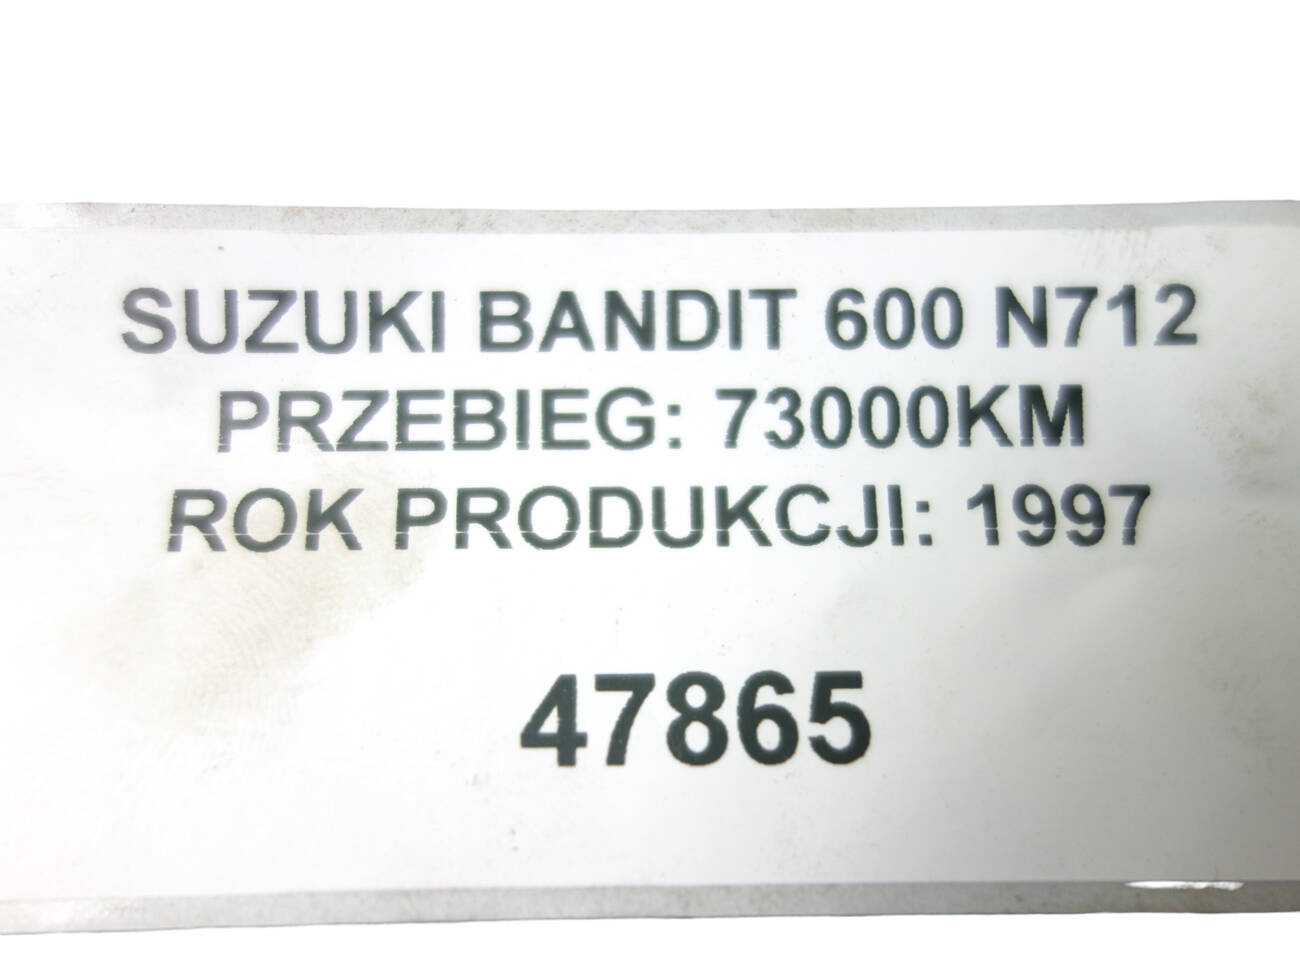 SUZUKI BANDIT 600 N712
PRZEBIEG: 73000KM
ROK PRODUKCJI: 1997
47865